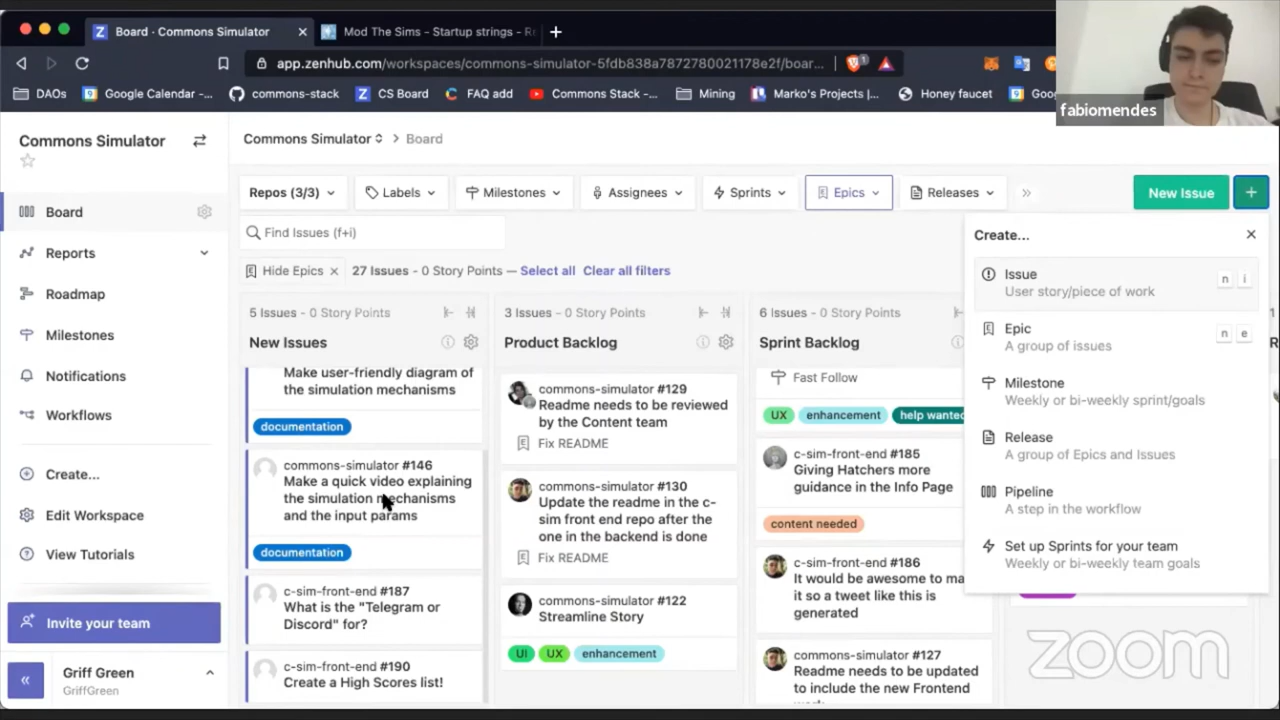 Board · Commons Simulator
Mod The Sims - Startup strings - R
app.zenhub.com/workspaces/commons-simulator-5fdb838a7872780021178e2f/boar...
1
DAOs
Google Calendar -...
commons-stack
CS Board
FAQ add
Commons Stack -...
Mining
Marko's Projects |...
Honey faucet
Goo
fabiomendes
Commons Simulator
Commons Simulator
Board
Repos (3/3)
Labels
Milestones
Assignees
Sprints
Epics
Releases
New Issue
Board
Reports
Roadmap
Milestones
Notifications
Workflows
Create...
Edit Workspace
View Tutorials
Invite your team
Griff Green
GriffGreen
Find Issues (f+i)
Hide Epics
27 Issues - 0 Story Points —
Select all
Clear all filters
5 Issues - 0 Story Points
New Issues
Make user-friendly diagram of
the simulation mechanisms
documentation
commons-simulator #146
Make a quick video explaining
the simulation mechanisms
and the input params
documentation
c-sim-front-end #187
What is the "Telegram or
Discord" for?
c-sim-front-end #190
Create a High Scores list!
3 Issues - 0 Story Points
Product Backlog
commons-simulator #129
Readme needs to be reviewed
by the Content team
Fix README
commons-simulator #130
Update the readme in the c-
sim front end repo after the
one in the backend is done
Fix README
commons-simulator #122
Streamline Story
UI
UX
enhancement
6 Issues - 0 Story Points
Sprint Backlog
Fast Follow
UX
enhancement
help wanted
c-sim-front-end #185
Giving Hatchers more
guidance in the Info Page
content needed
c-sim-front-end #186
It would be awesome to ma
it so a tweet like this is
generated
commons-simulator #127
Readme needs to be updated
to include the new Frontend
Create...
Issue
User story/piece of work
n
i
Epic
A group of issues
n
e
Milestone
Weekly or bi-weekly sprint/goals
Release
A group of Epics and Issues
Pipeline
A step in the workflow
Set up Sprints for your team
Weekly or bi-weekly team goals
zoom